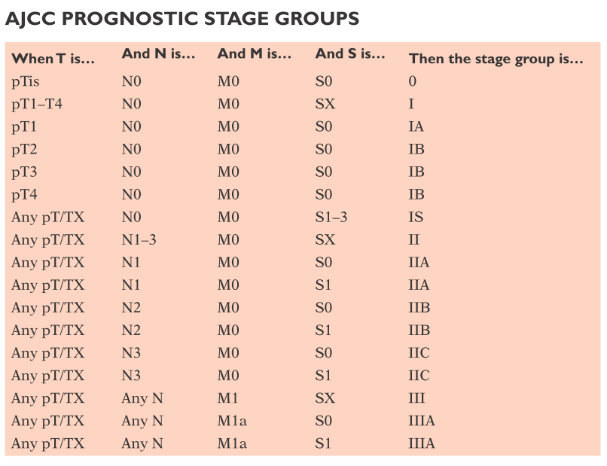 AJCC PROGNOSTIC STAGE GROUPS
When T is... And N is... And M is... And S is... Then the stage group is...
pTis N0 M0 S0 0
pT1–T4 N0 M0 SX I
pT1 N0 M0 S0 IA
pT2 N0 M0 S0 IB
pT3 N0 M0 S0 IB
pT4 N0 M0 S0 IB
Any pT/TX N0 M0 S1–3 IS
Any pT/TX N1–3 M0 SX II
Any pT/TX N1 M0 S0 IIA
Any pT/TX N1 M0 S1 IIA
Any pT/TX N2 M0 S0 IIB
Any pT/TX N2 M0 S1 IIB
Any pT/TX N3 M0 S0 IIC
Any pT/TX N3 M0 S1 IIC
Any pT/TX Any N M1 SX III
Any pT/TX Any N M1a S0 IIIA
Any pT/TX Any N M1a S1 IIIA